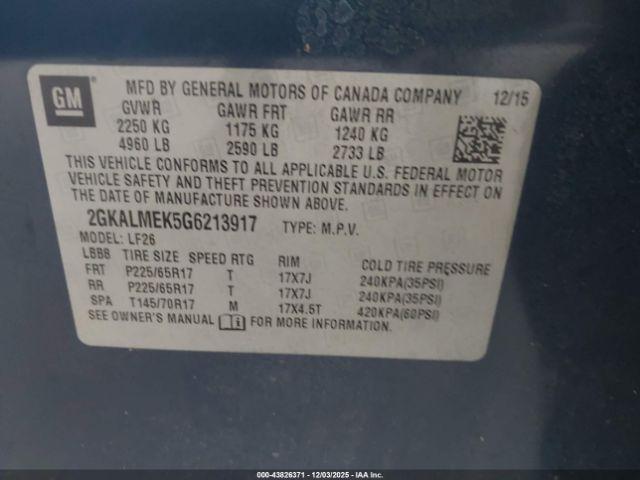 GM
MFD BY GENERAL MOTORS OF CANADA COMPANY 12/15
GVWR GAWR FRT GAWR RR
2250 KG 1175 KG 1240 KG
4960 LB 2590 LB 2733 LB
THIS VEHICLE CONFORMS TO ALL APPLICABLE U.S. FEDERAL MOTOR
VEHICLE SAFETY AND THEFT PREVENTION STANDARDS IN EFFECT ON
THE DATE OF MANUFACTURE SHOWN ABOVE.
2GKALMEK5G6213917 TYPE: M.P.V.
MODEL: LF26
LBBB TIRE SIZE SPEED RTG RIM COLD TIRE PRESSURE
FRT P225/65R17 T 17X7J 240KPA(35PSI)
RR P225/65R17 T 17X7J 240KPA(35PSI)
SPA T145/70R17 M 17X4.5T 420KPA(60PSI)
SEE OWNER'S MANUAL FOR MORE INFORMATION.
000-43826371 - 12/03/2025 - IAAI.COM